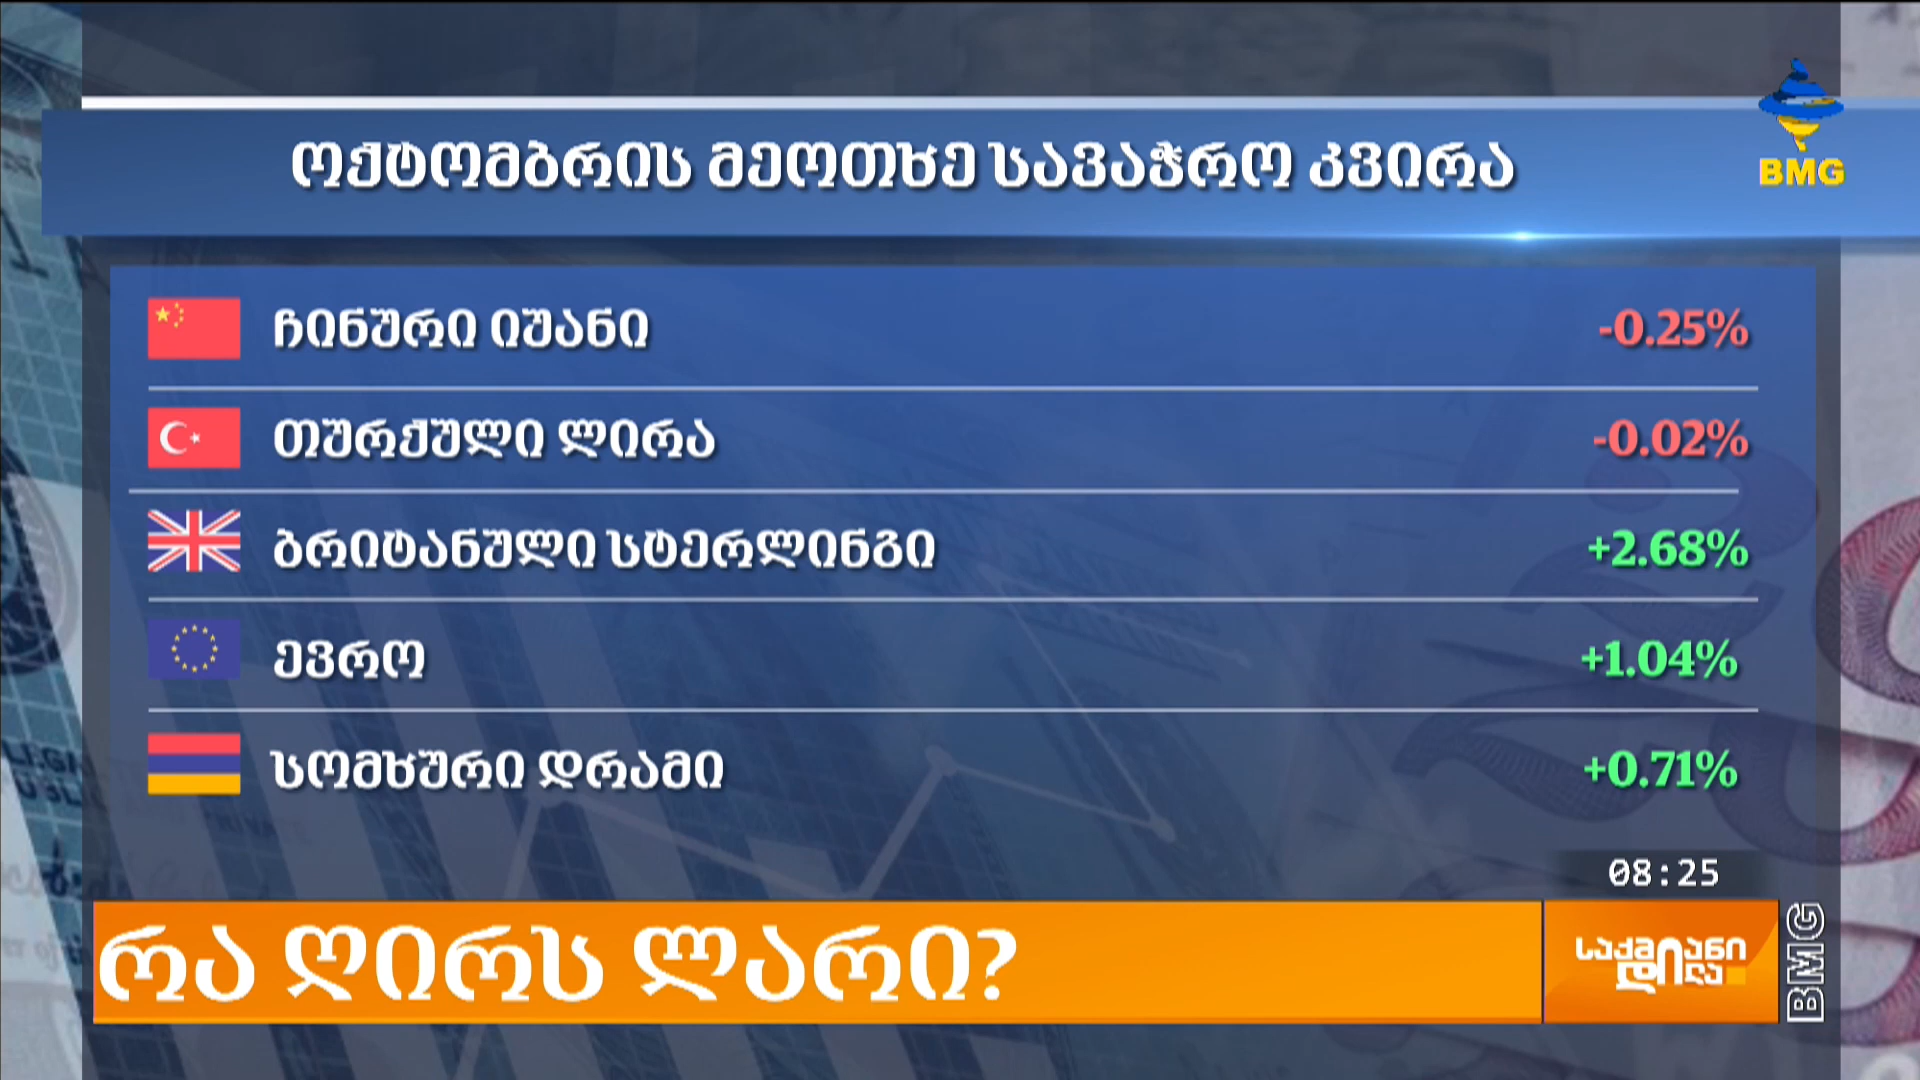 ოქტომბრის მეოთხე სავაჭრო კვირა
BMG
ჩინური იუანი -0.25%
თურქული ლირა -0.02%
ბრიტანული სტერლინგი +2.68%
ევრო +1.04%
სომხური დრამი +0.71%
08:25
რა ღირს ლარი?
საქმიანი
დილა
BMG